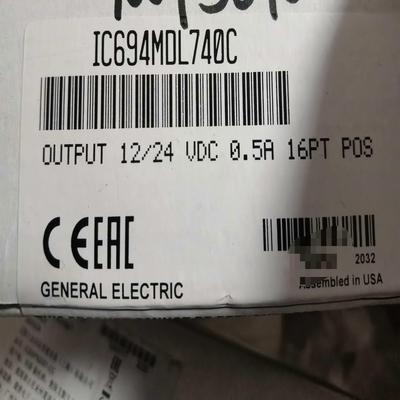 IC694MDL740C
OUTPUT 12/24 VDC 0.5A 16PT POS
CE EAC
2032
GENERAL ELECTRIC
Assembled in USA